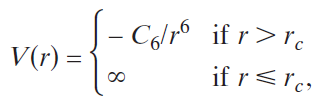 V(r) = { − C₆/r⁶ if r > r_c
∞ if r ⩽ r_c,